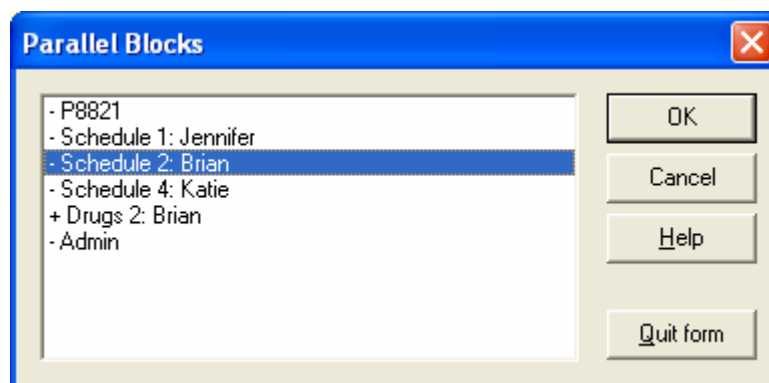 Parallel Blocks
- P8821
- Schedule 1: Jennifer
- Schedule 2: Brian
- Schedule 4: Katie
+ Drugs 2: Brian
- Admin
OK
Cancel
Help
Quit form